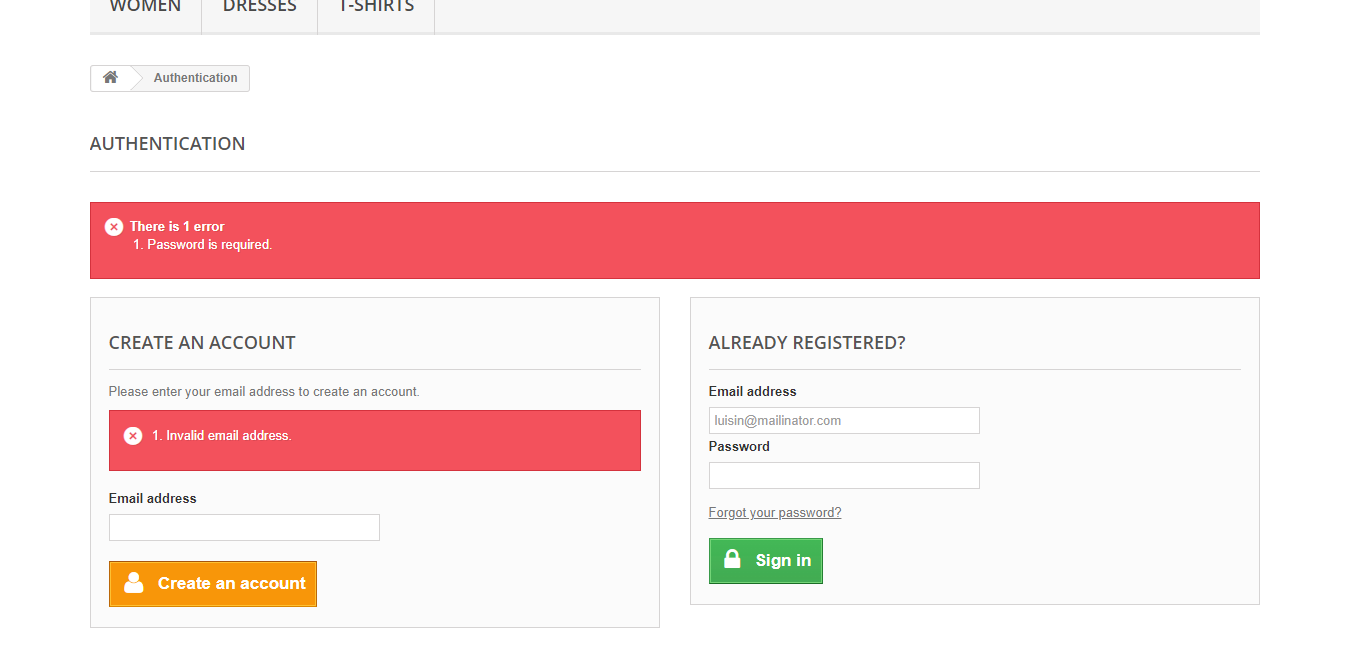 WOMEN DRESSES T-SHIRTS
Authentication
AUTHENTICATION
There is 1 error
1. Password is required.
CREATE AN ACCOUNT
Please enter your email address to create an account.
1. Invalid email address.
Email address
Create an account
ALREADY REGISTERED?
Email address
luisin@mailinator.com
Password
Forgot your password?
Sign in